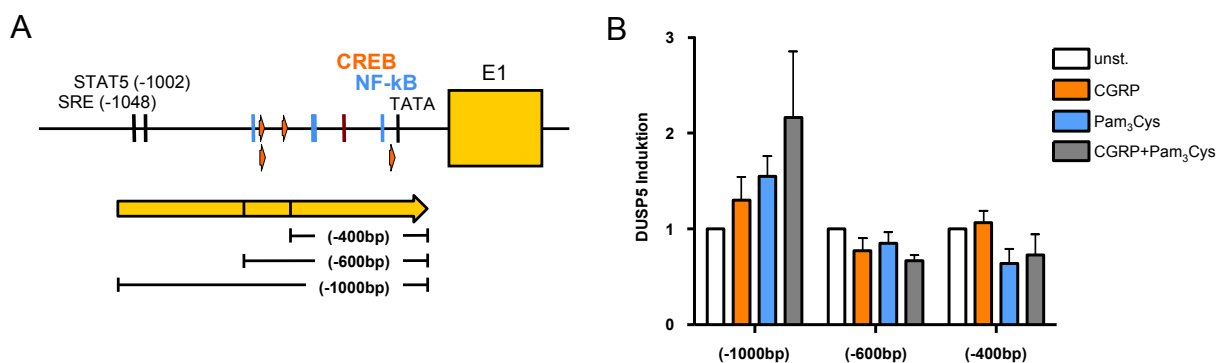 A
CREB
NF-kB
STAT5 (-1002)
SRE (-1048)
TATA
E1
(-400bp)
(-600bp)
(-1000bp)
B
DUSP5 Induktion
3
2
1
0
(-1000bp)
(-600bp)
(-400bp)
unst.
CGRP
Pam₃Cys
CGRP+Pam₃Cys